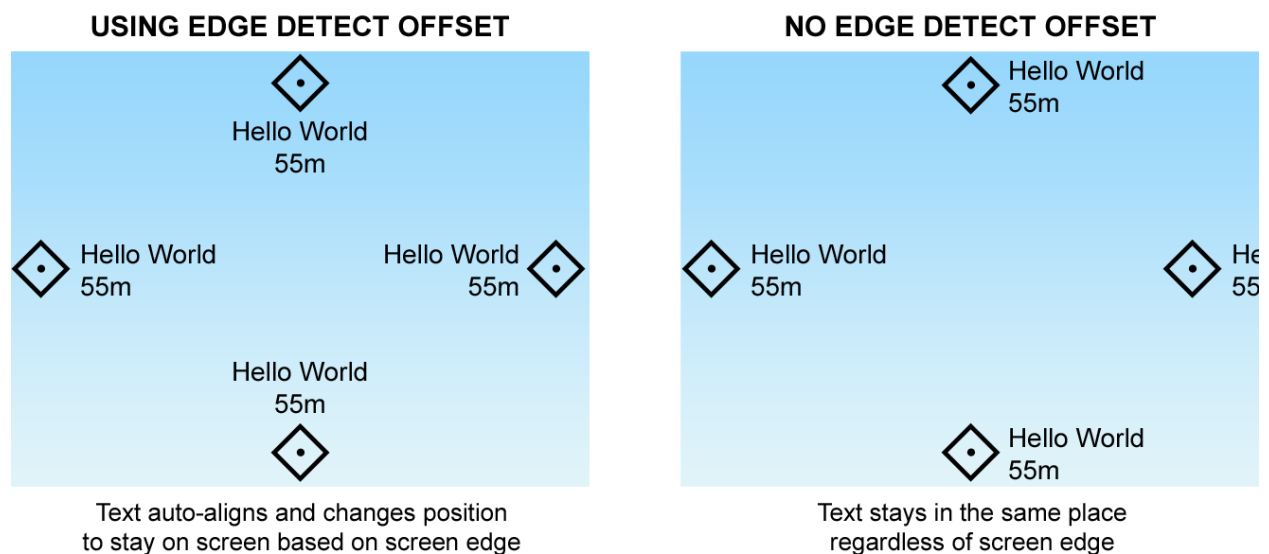 USING EDGE DETECT OFFSET
Hello World
55m
Hello World
55m
Hello World
55m
Hello World
55m
Text auto-aligns and changes position
to stay on screen based on screen edge
NO EDGE DETECT OFFSET
Hello World
55m
Hello World
55m
He
55
Hello World
55m
Text stays in the same place
regardless of screen edge